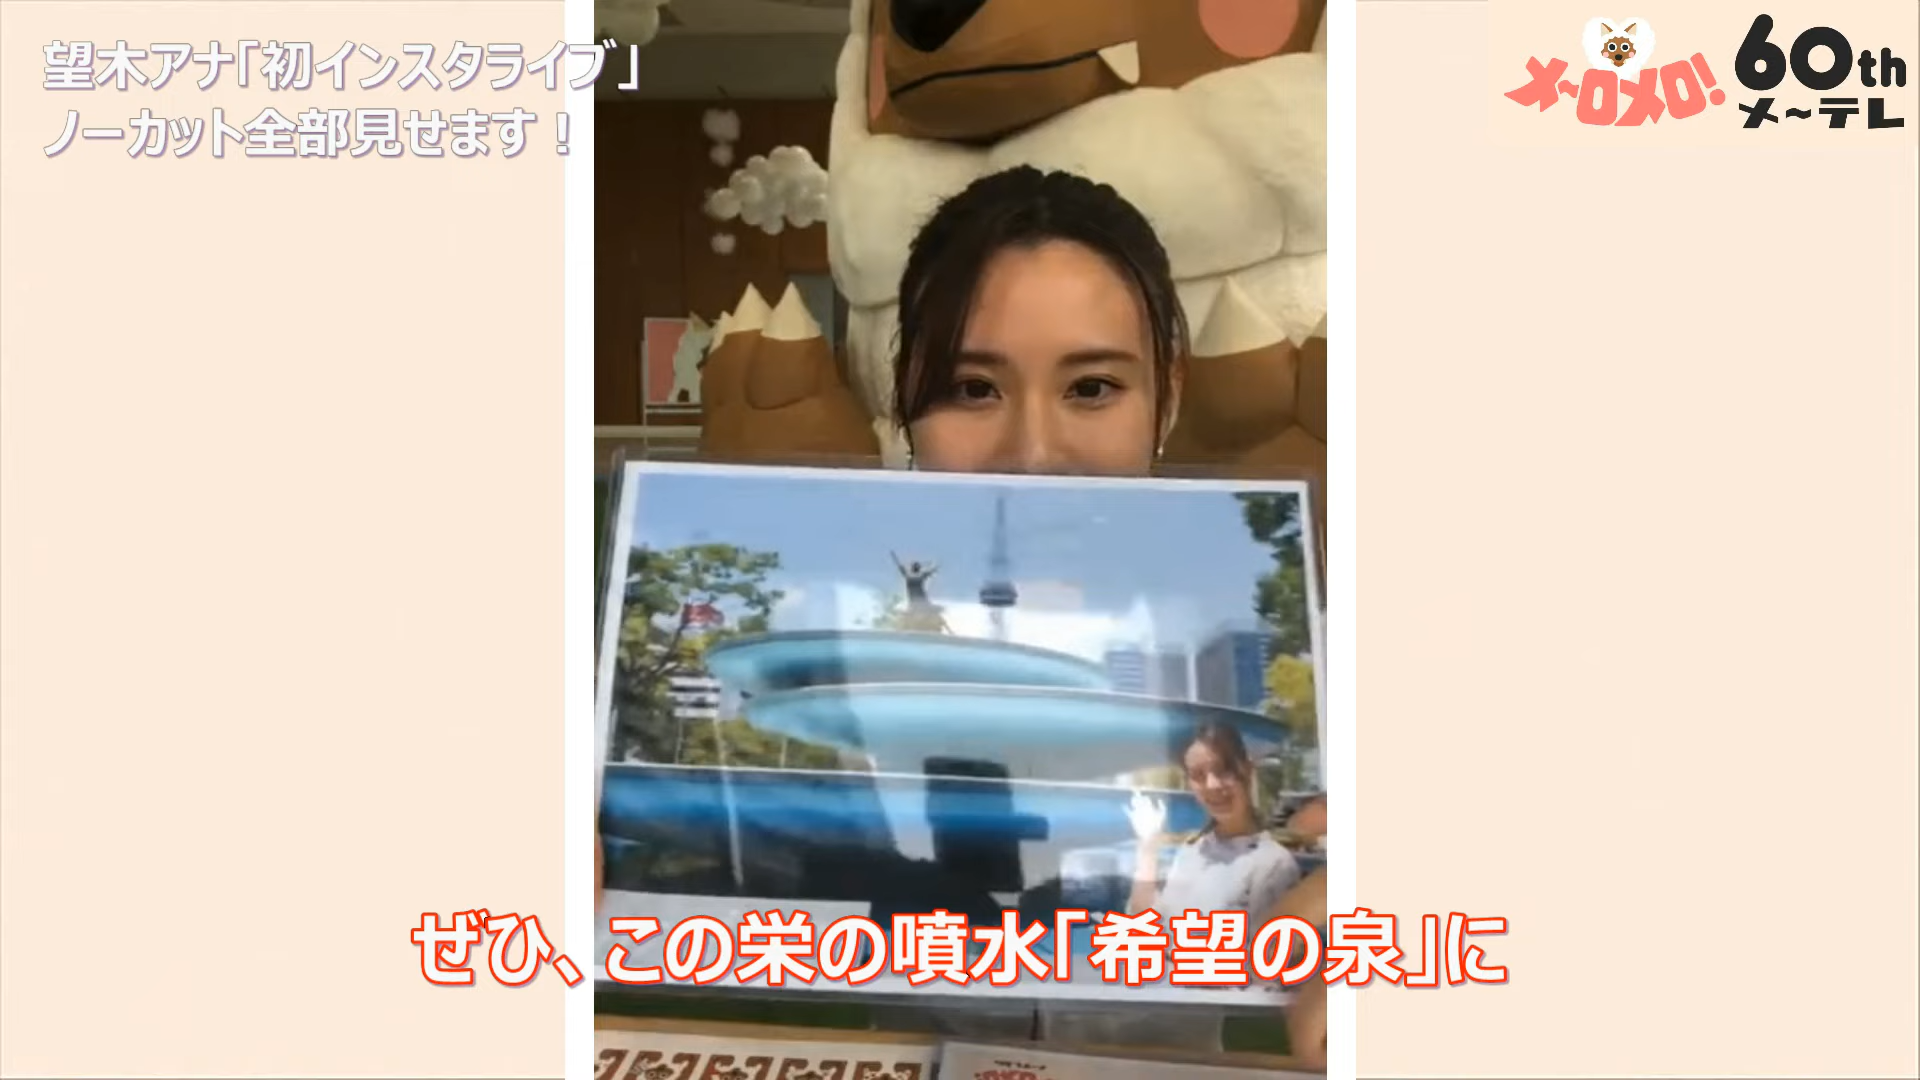 望木アナ「初インスタライブ」
ノーカット全部見せます！
メ～ロメロ!
60th
メ～テレ
ぜひ、この栄の噴水「希望の泉」に